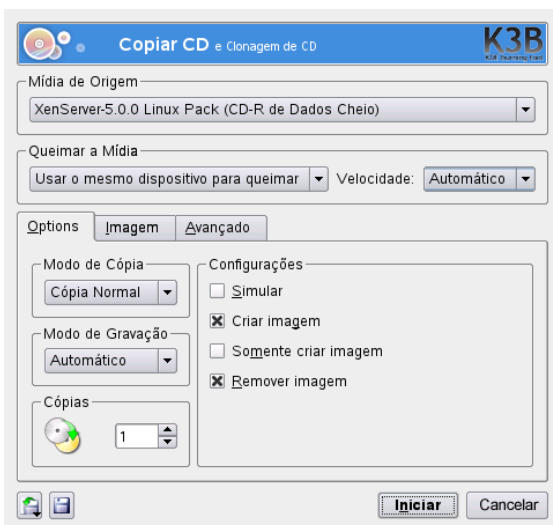 Copiar CD e Clonagem de CD
K3B
Mídia de Origem
XenServer-5.0.0 Linux Pack (CD-R de Dados Cheio)
Queimar a Mídia
Usar o mesmo dispositivo para queimar
Velocidade:
Automático
Options
Imagem
Avançado
Modo de Cópia
Cópia Normal
Modo de Gravação
Automático
Cópias
1
Configurações
Simular
Criar imagem
Somente criar imagem
Remover imagem
Iniciar
Cancelar